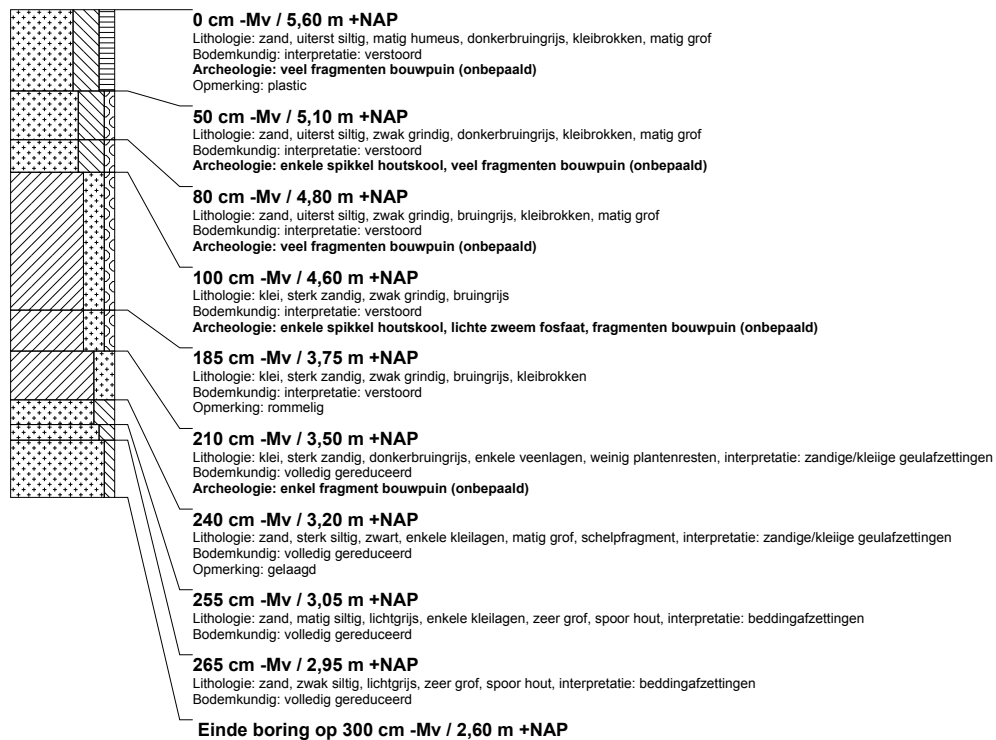 0 cm -Mv / 5,60 m +NAP
Lithologie: zand, uiterst siltig, matig humeus, donkerbruingrijs, kleibrokken, matig grof
Bodemkundig: interpretatie: verstoord
Archeologie: veel fragmenten bouwpuin (onbepaald)
Opmerking: plastic
50 cm -Mv / 5,10 m +NAP
Lithologie: zand, uiterst siltig, zwak grindig, donkerbruingrijs, kleibrokken, matig grof
Bodemkundig: interpretatie: verstoord
Archeologie: enkele spikkel houtskool, veel fragmenten bouwpuin (onbepaald)
80 cm -Mv / 4,80 m +NAP
Lithologie: zand, uiterst siltig, zwak grindig, bruingrijs, kleibrokken, matig grof
Bodemkundig: interpretatie: verstoord
Archeologie: veel fragmenten bouwpuin (onbepaald)
100 cm -Mv / 4,60 m +NAP
Lithologie: klei, sterk zandig, zwak grindig, bruingrijs
Bodemkundig: interpretatie: verstoord
Archeologie: enkele spikkel houtskool, lichte zweem fosfaat, fragmenten bouwpuin (onbepaald)
185 cm -Mv / 3,75 m +NAP
Lithologie: klei, sterk zandig, zwak grindig, bruingrijs, kleibrokken
Bodemkundig: interpretatie: verstoord
Opmerking: rommelig
210 cm -Mv / 3,50 m +NAP
Lithologie: klei, sterk zandig, donkerbruingrijs, enkele veenlagen, weinig plantenresten, interpretatie: zandige/kleiige geulafzettingen
Bodemkundig: volledig gereduceerd
Archeologie: enkel fragment bouwpuin (onbepaald)
240 cm -Mv / 3,20 m +NAP
Lithologie: zand, sterk siltig, zwart, enkele kleilagen, matig grof, schelpfragment, interpretatie: zandige/kleiige geulafzettingen
Bodemkundig: volledig gereduceerd
Opmerking: gelaagd
255 cm -Mv / 3,05 m +NAP
Lithologie: zand, matig siltig, lichtgrijs, enkele kleilagen, zeer grof, spoor hout, interpretatie: beddingafzettingen
Bodemkundig: volledig gereduceerd
265 cm -Mv / 2,95 m +NAP
Lithologie: zand, zwak siltig, lichtgrijs, zeer grof, spoor hout, interpretatie: beddingafzettingen
Bodemkundig: volledig gereduceerd
Einde boring op 300 cm -Mv / 2,60 m +NAP